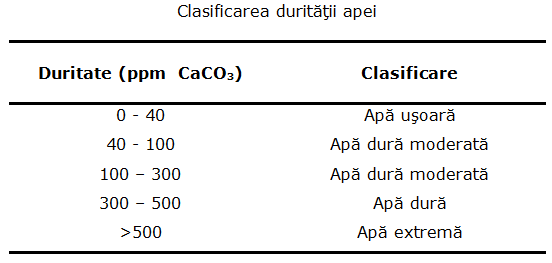 Clasificarea durităţii apei
Duritate (ppm CaCO₃) Clasificare
0 - 40 Apă uşoară
40 - 100 Apă dură moderată
100 – 300 Apă dură moderată
300 – 500 Apă dură
>500 Apă extremă